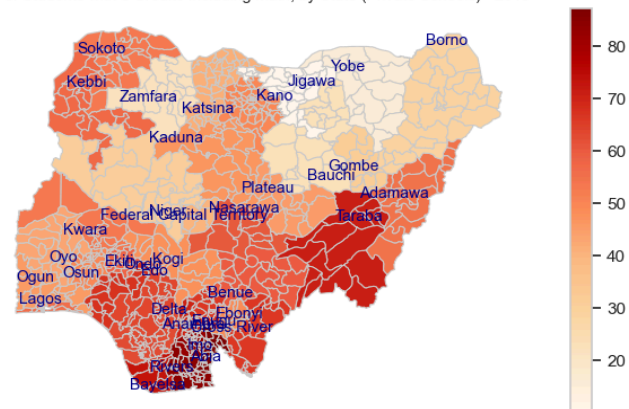 Borno
Sokoto
Yobe
Kebbi
Jigawa
Zamfara
Kano
Katsina
Kaduna
Gombe
Bauchi
Plateau
Adamawa
Niger
Nasarawa
Federal Capital Territory
Taraba
Kwara
Oyo
Ekiti
Ondo
Kogi
Edo
Ogun
Osun
Lagos
Benue
Delta
Ebonyi
Cross River
Imo
Abia
Rivers
Bayelsa
80
70
60
50
40
30
20